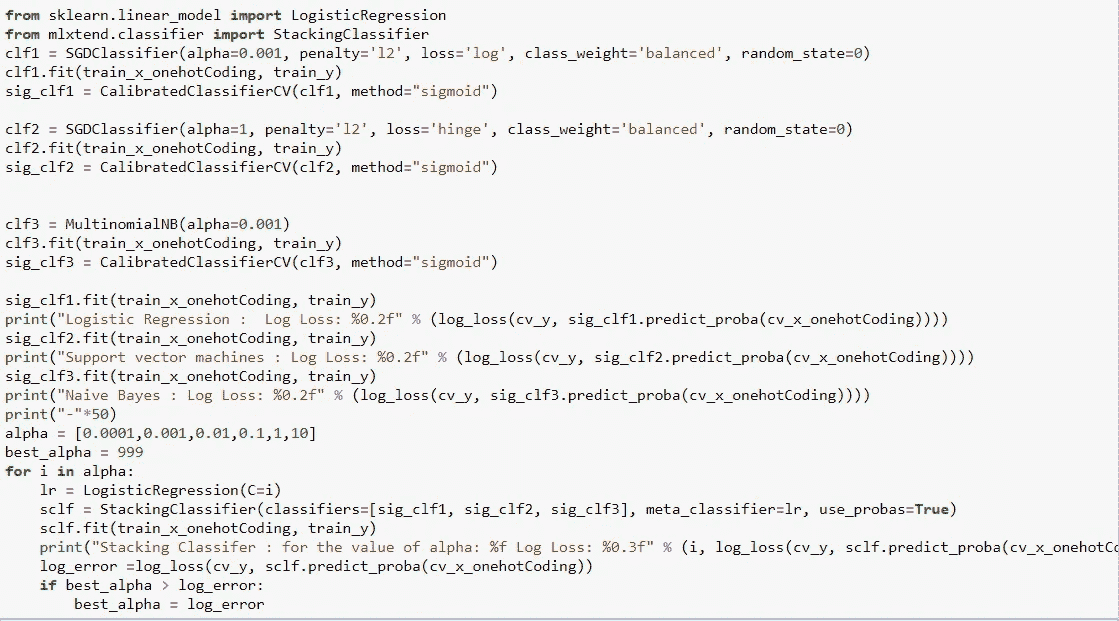 from sklearn.linear_model import LogisticRegression
from mlxtend.classifier import StackingClassifier
clf1 = SGDClassifier(alpha=0.001, penalty='l2', loss='log', class_weight='balanced', random_state=0)
clf1.fit(train_x_onehotCoding, train_y)
sig_clf1 = CalibratedClassifierCV(clf1, method="sigmoid")

clf2 = SGDClassifier(alpha=1, penalty='l2', loss='hinge', class_weight='balanced', random_state=0)
clf2.fit(train_x_onehotCoding, train_y)
sig_clf2 = CalibratedClassifierCV(clf2, method="sigmoid")


clf3 = MultinomialNB(alpha=0.001)
clf3.fit(train_x_onehotCoding, train_y)
sig_clf3 = CalibratedClassifierCV(clf3, method="sigmoid")

sig_clf1.fit(train_x_onehotCoding, train_y)
print("Logistic Regression :  Log Loss: %0.2f" % (log_loss(cv_y, sig_clf1.predict_proba(cv_x_onehotCoding))))
sig_clf2.fit(train_x_onehotCoding, train_y)
print("Support vector machines : Log Loss: %0.2f" % (log_loss(cv_y, sig_clf2.predict_proba(cv_x_onehotCoding))))
sig_clf3.fit(train_x_onehotCoding, train_y)
print("Naive Bayes : Log Loss: %0.2f" % (log_loss(cv_y, sig_clf3.predict_proba(cv_x_onehotCoding))))
print("-"*50)
alpha = [0.0001,0.001,0.01,0.1,1,10]
best_alpha = 999
for i in alpha:
    lr = LogisticRegression(C=i)
    sclf = StackingClassifier(classifiers=[sig_clf1, sig_clf2, sig_clf3], meta_classifier=lr, use_probas=True)
    sclf.fit(train_x_onehotCoding, train_y)
    print("Stacking Classifer : for the value of alpha: %f Log Loss: %0.3f" % (i, log_loss(cv_y, sclf.predict_proba(cv_x_onehotCo
    log_error =log_loss(cv_y, sclf.predict_proba(cv_x_onehotCoding))
    if best_alpha > log_error:
        best_alpha = log_error